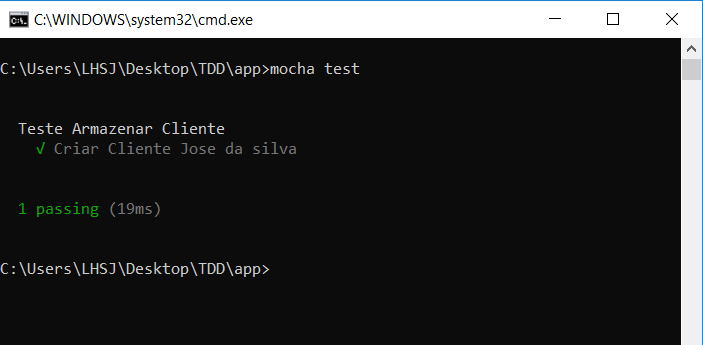 C:\WINDOWS\system32\cmd.exe
C:\Users\LHSJ\Desktop\TDD\app>mocha test
Teste Armazenar Cliente
√ Criar Cliente Jose da silva
1 passing (19ms)
C:\Users\LHSJ\Desktop\TDD\app>